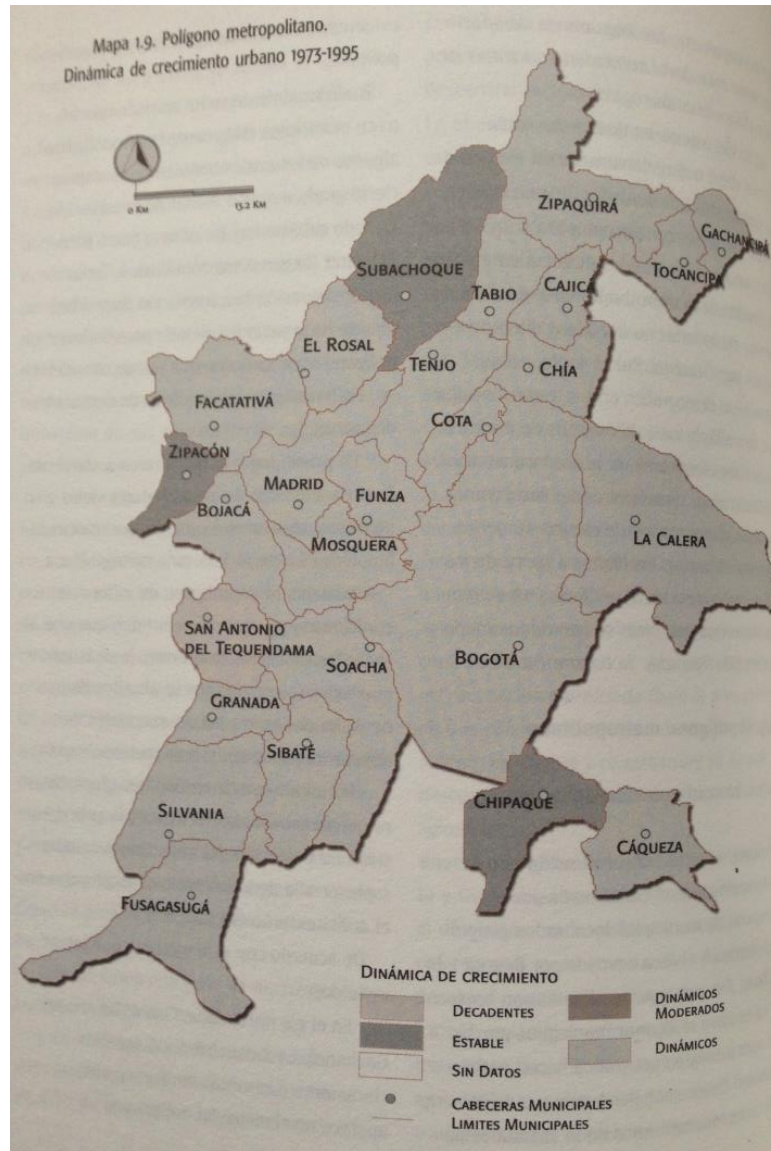 Mapa 1.9. Polígono metropolitano.
Dinámica de crecimiento urbano 1973-1995
0 Km
13.2 Km
Zipaquirá
Gachancipá
Tocancipa
Subachoque
Tabio
Cajicá
El Rosal
Tenjo
Chía
Facatativá
Cota
Zipacón
Madrid
Funza
Bojacá
Mosquera
La Calera
San Antonio
del Tequendama
Soacha
Bogotá
Granada
Sibaté
Chipaque
Silvania
Cáqueza
Fusagasugá
Dinámica de crecimiento
Decadentes
Dinámicos
Moderados
Estable
Dinámicos
Sin Datos
Cabeceras Municipales
Limites Municipales